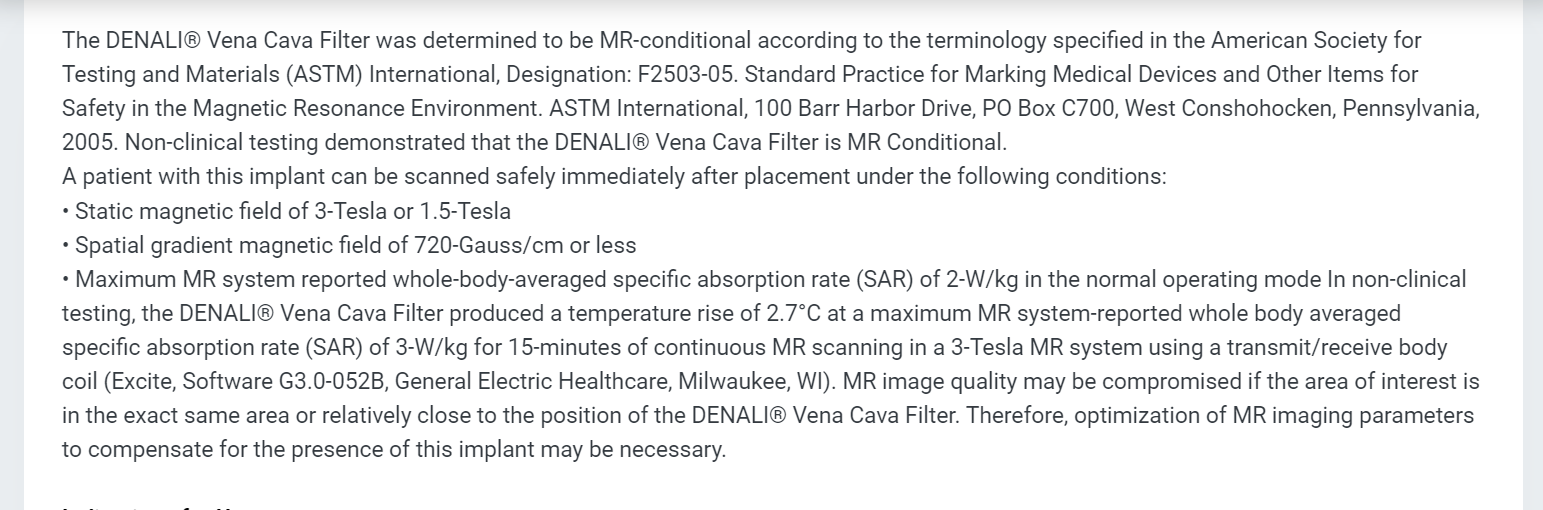 The DENALI® Vena Cava Filter was determined to be MR-conditional according to the terminology specified in the American Society for
Testing and Materials (ASTM) International, Designation: F2503-05. Standard Practice for Marking Medical Devices and Other Items for
Safety in the Magnetic Resonance Environment. ASTM International, 100 Barr Harbor Drive, PO Box C700, West Conshohocken, Pennsylvania,
2005. Non-clinical testing demonstrated that the DENALI® Vena Cava Filter is MR Conditional.
A patient with this implant can be scanned safely immediately after placement under the following conditions:
• Static magnetic field of 3-Tesla or 1.5-Tesla
• Spatial gradient magnetic field of 720-Gauss/cm or less
• Maximum MR system reported whole-body-averaged specific absorption rate (SAR) of 2-W/kg in the normal operating mode In non-clinical
testing, the DENALI® Vena Cava Filter produced a temperature rise of 2.7°C at a maximum MR system-reported whole body averaged
specific absorption rate (SAR) of 3-W/kg for 15-minutes of continuous MR scanning in a 3-Tesla MR system using a transmit/receive body
coil (Excite, Software G3.0-052B, General Electric Healthcare, Milwaukee, WI). MR image quality may be compromised if the area of interest is
in the exact same area or relatively close to the position of the DENALI® Vena Cava Filter. Therefore, optimization of MR imaging parameters
to compensate for the presence of this implant may be necessary.